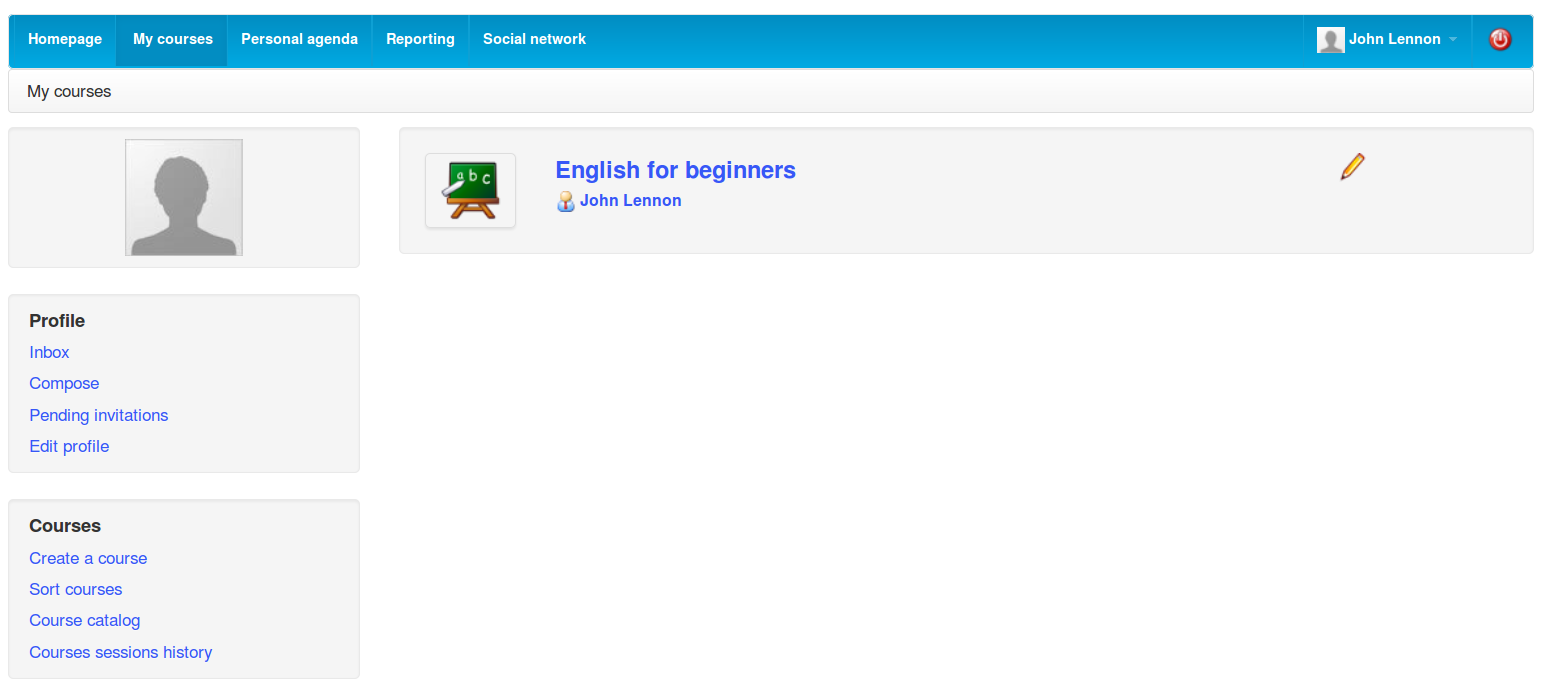 Homepage My courses Personal agenda Reporting Social network John Lennon
My courses
English for beginners
John Lennon
abc
Profile
Inbox
Compose
Pending invitations
Edit profile
Courses
Create a course
Sort courses
Course catalog
Courses sessions history